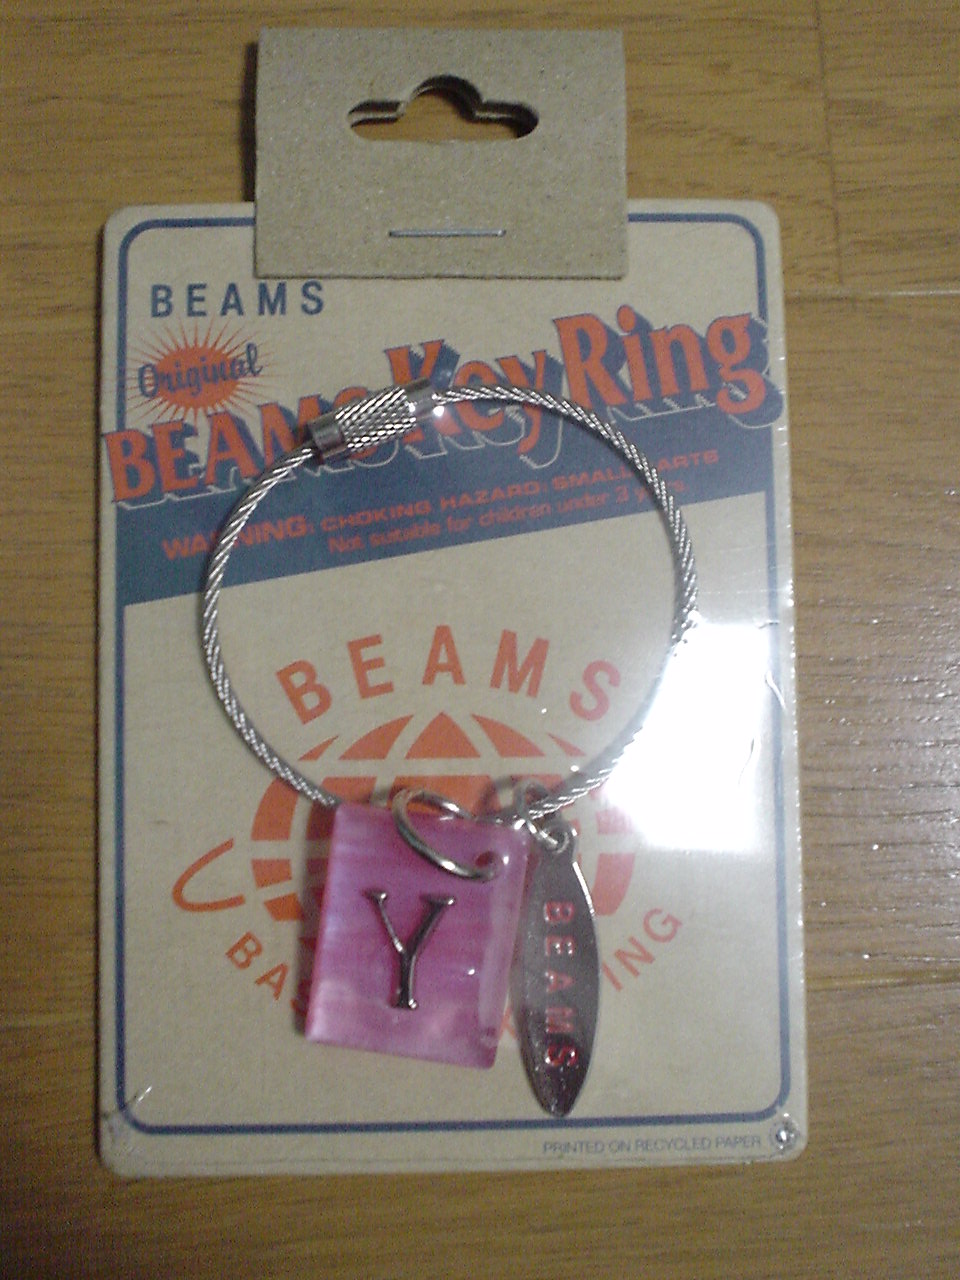 BEAMS
Original
BEAMS Key Ring
WARNING: CHOKING HAZARD: SMALL PARTS
Not suitable for children under 3 years.
BEAMS
Y
BEAMS
PRINTED ON RECYCLED PAPER